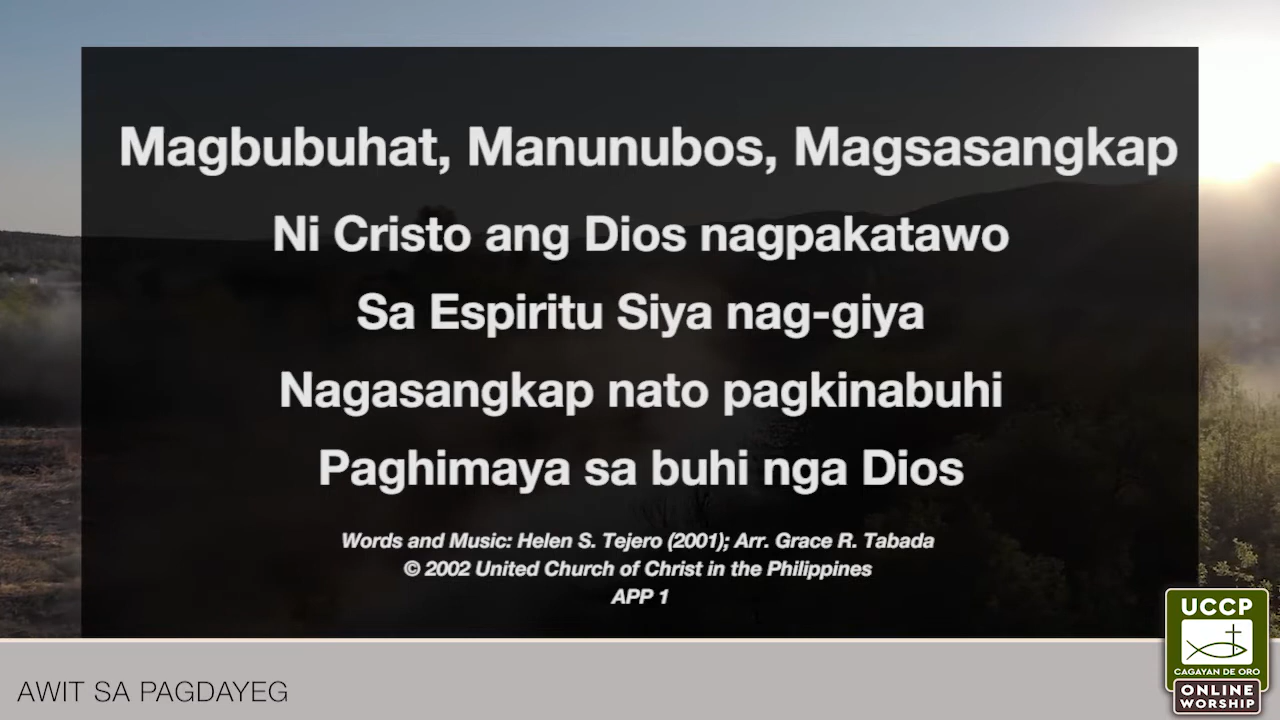 Magbubuhat, Manunubos, Magsasangkap
Ni Cristo ang Dios nagpakatawo
Sa Espiritu Siya nag-giya
Nagasangkap nato pagkinabuhi
Paghimaya sa buhi nga Dios
Words and Music: Helen S. Tejero (2001); Arr. Grace R. Tabada
© 2002 United Church of Christ in the Philippines
APP 1
AWIT SA PAGDAYEG
UCCP
CAGAYAN DE ORO
ONLINE
WORSHIP